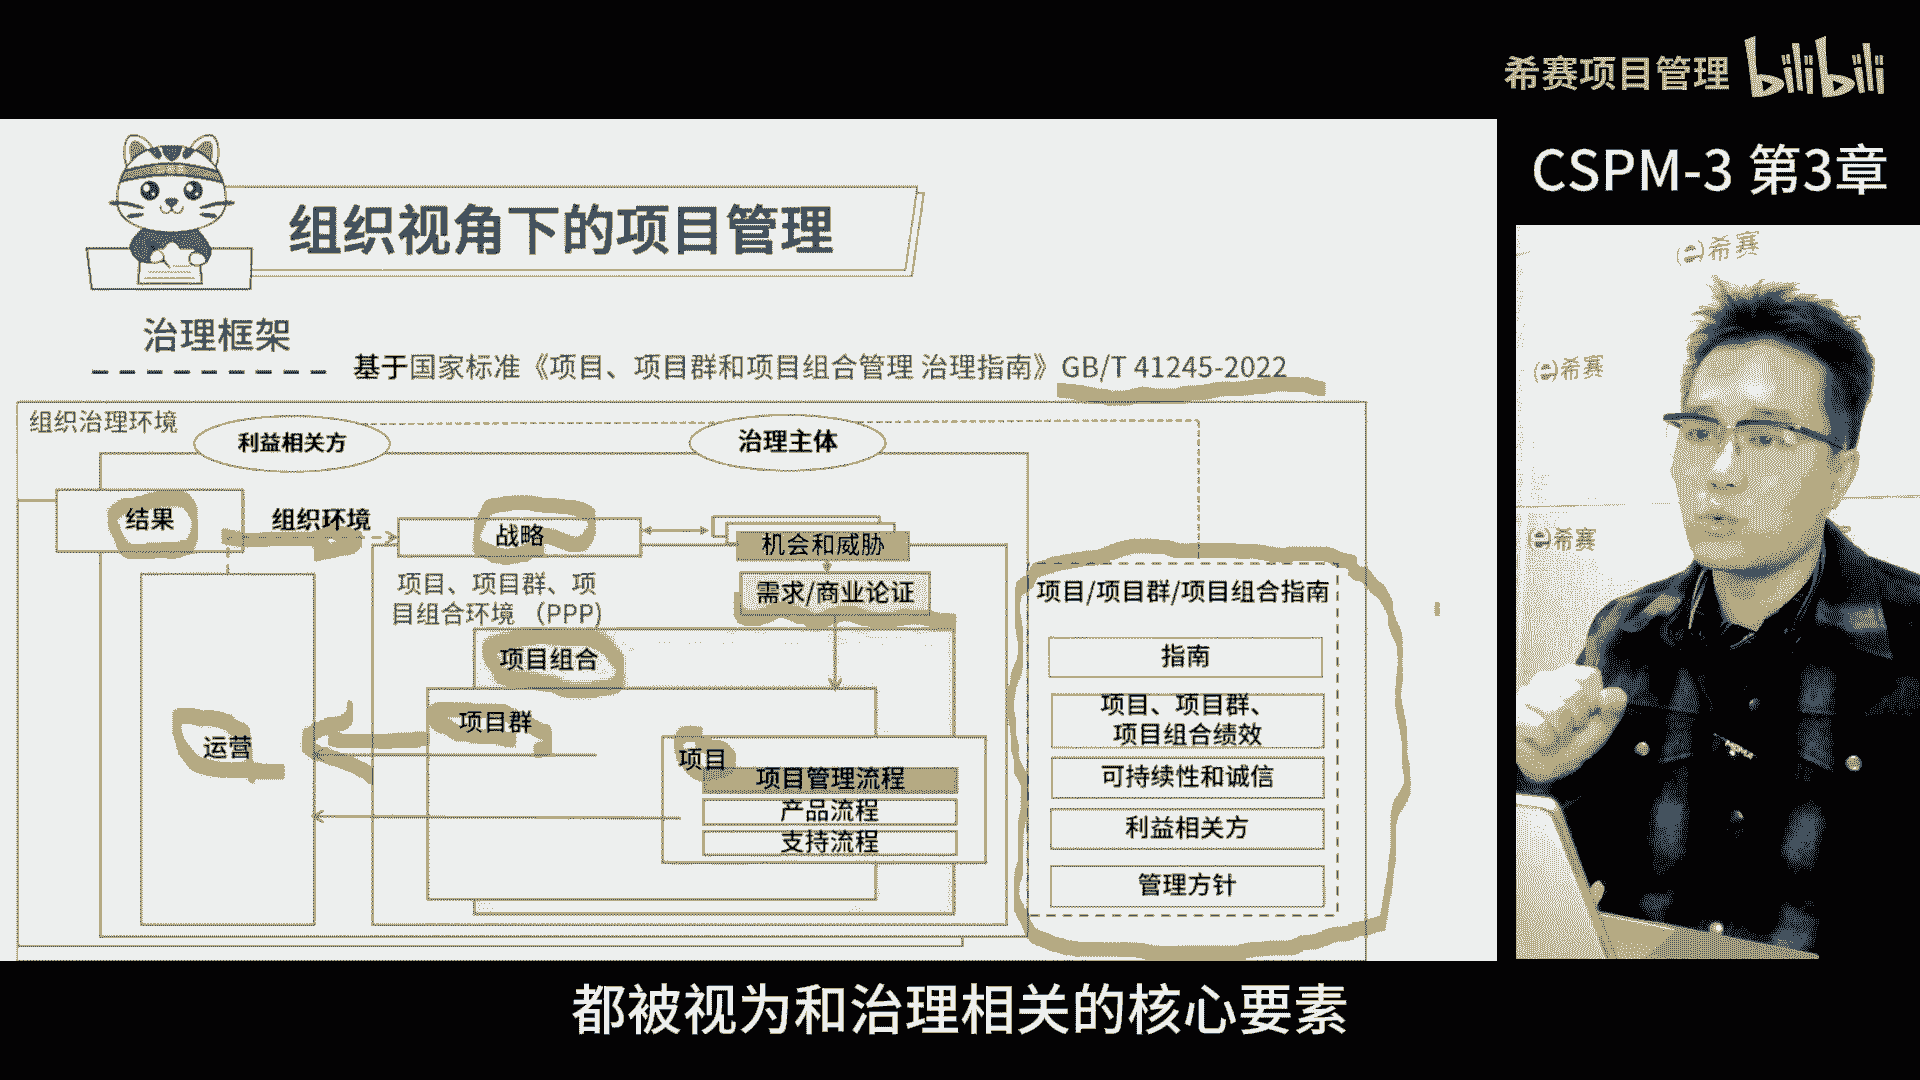 希赛项目管理 bilibili
CSPM-3 第3章
组织视角下的项目管理
治理框架
基于国家标准《项目、项目群和项目组合管理 治理指南》GB/T 41245-2022
组织治理环境
利益相关方
治理主体
结果
组织环境
战略
机会和威胁
需求/商业论证
项目、项目群、项
目组合环境 （PPP)
项目组合
项目群
项目
项目管理流程
产品流程
支持流程
运营
项目/项目群/项目组合指南
指南
项目、项目群、
项目组合绩效
可持续性和诚信
利益相关方
管理方针
希赛
希赛
希赛
都被视为和治理相关的核心要素